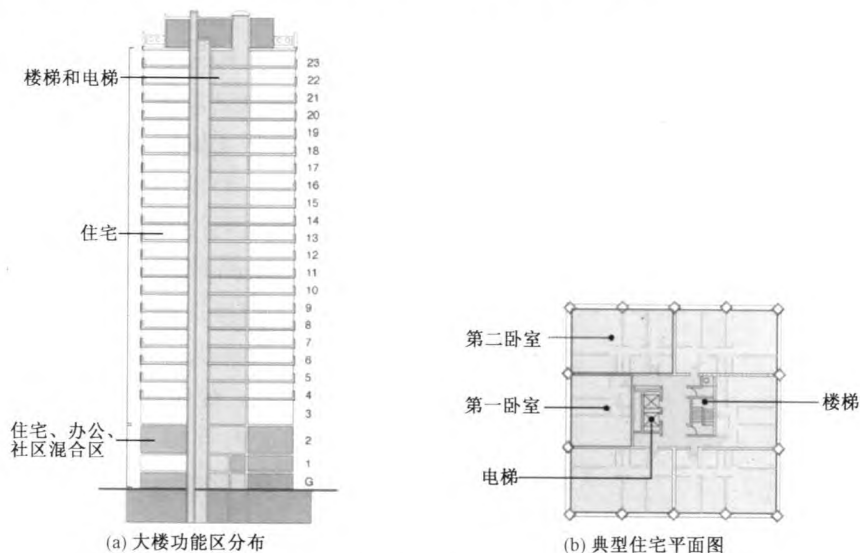 楼梯和电梯
住宅
住宅、办公、
社区混合区
23
22
21
20
19
18
17
16
15
14
13
12
11
10
9
8
7
6
5
4
3
2
1
G
(a) 大楼功能区分布
第二卧室
第一卧室
电梯
楼梯
(b) 典型住宅平面图